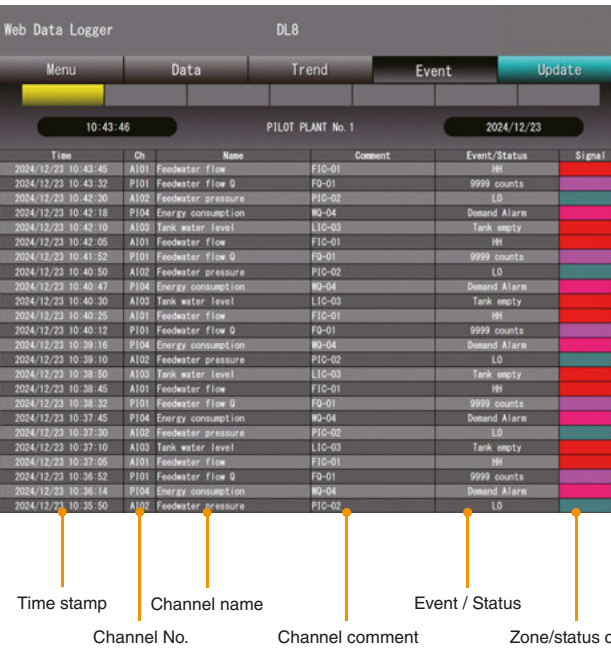 Web Data Logger DL8
Menu Data Trend Event Update
10:43:46 PILOT PLANT No.1 2024/12/23
Time Ch Name Comment Event/Status Signal
2024/12/23 10:43:45 AI01 Feedwater flow FIC-01 HH
2024/12/23 10:43:32 PI01 Feedwater flow Q FQ-01 9999 counts
2024/12/23 10:42:30 AI02 Feedwater pressure PIC-02 LO
2024/12/23 10:42:18 PI04 Energy consumption WQ-04 Demand Alarm
2024/12/23 10:42:10 AI03 Tank water level LIC-03 Tank empty
2024/12/23 10:42:05 AI01 Feedwater flow FIC-01 HH
2024/12/23 10:41:52 PI01 Feedwater flow Q FQ-01 9999 counts
2024/12/23 10:40:50 AI02 Feedwater pressure PIC-02 LO
2024/12/23 10:40:47 PI04 Energy consumption WQ-04 Demand Alarm
2024/12/23 10:40:30 AI03 Tank water level LIC-03 Tank empty
2024/12/23 10:40:25 AI01 Feedwater flow FIC-01 HH
2024/12/23 10:40:12 PI01 Feedwater flow Q FQ-01 9999 counts
2024/12/23 10:39:16 PI04 Energy consumption WQ-04 Demand Alarm
2024/12/23 10:39:10 AI02 Feedwater pressure PIC-02 LO
2024/12/23 10:38:50 AI03 Tank water level LIC-03 Tank empty
2024/12/23 10:38:45 AI01 Feedwater flow FIC-01 HH
2024/12/23 10:38:32 PI01 Feedwater flow Q FQ-01 9999 counts
2024/12/23 10:37:45 PI04 Energy consumption WQ-04 Demand Alarm
2024/12/23 10:37:30 AI02 Feedwater pressure PIC-02 LO
2024/12/23 10:37:10 AI03 Tank water level LIC-03 Tank empty
2024/12/23 10:37:05 AI01 Feedwater flow FIC-01 HH
2024/12/23 10:36:52 PI01 Feedwater flow Q FQ-01 9999 counts
2024/12/23 10:36:14 PI04 Energy consumption WQ-04 Demand Alarm
2024/12/23 10:35:50 AI02 Feedwater pressure PIC-02 LO
Time stamp Channel name Event / Status
Channel No. Channel comment Zone/status